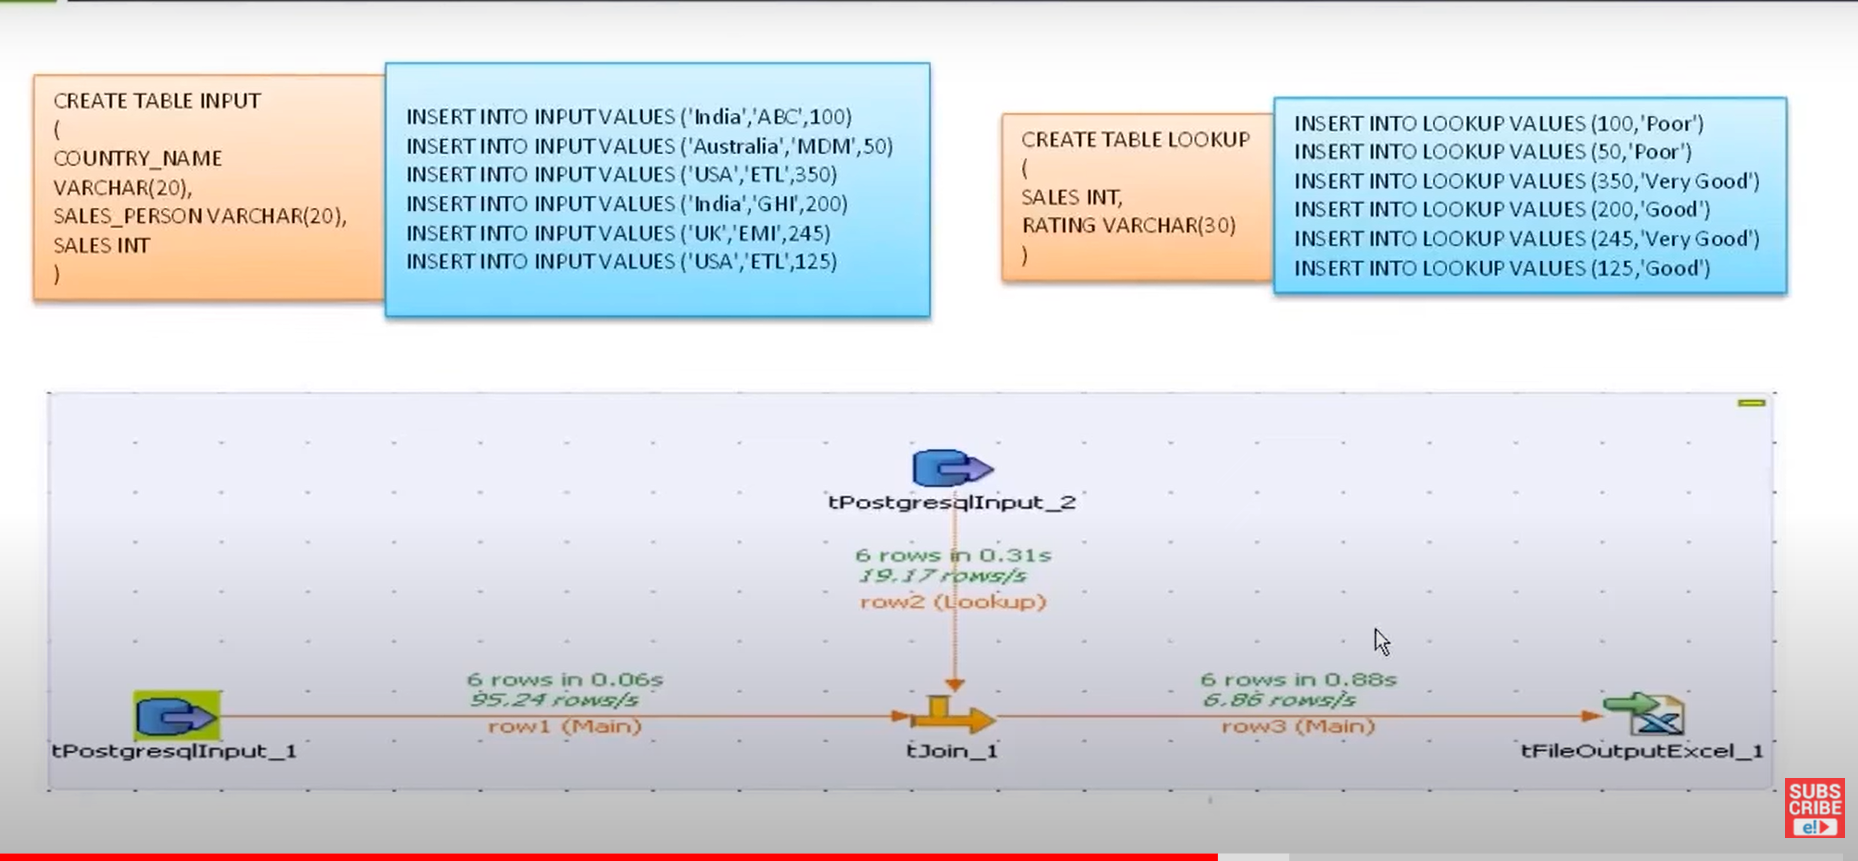 CREATE TABLE INPUT
(
COUNTRY_NAME
VARCHAR(20),
SALES_PERSON VARCHAR(20),
SALES INT
)
INSERT INTO INPUT VALUES ('India','ABC',100)
INSERT INTO INPUT VALUES ('Australia','MDM',50)
INSERT INTO INPUT VALUES ('USA','ETL',350)
INSERT INTO INPUT VALUES ('India','GHI',200)
INSERT INTO INPUT VALUES ('UK','EMI',245)
INSERT INTO INPUT VALUES ('USA','ETL',125)
CREATE TABLE LOOKUP
(
SALES INT,
RATING VARCHAR(30)
)
INSERT INTO LOOKUP VALUES (100,'Poor')
INSERT INTO LOOKUP VALUES (50,'Poor')
INSERT INTO LOOKUP VALUES (350,'Very Good')
INSERT INTO LOOKUP VALUES (200,'Good')
INSERT INTO LOOKUP VALUES (245,'Very Good')
INSERT INTO LOOKUP VALUES (125,'Good')
tPostgresqlInput_2
6 rows in 0.31s
19.17 rows/s
row2 (Lookup)
6 rows in 0.06s
95.24 rows/s
row1 (Main)
6 rows in 0.88s
6.86 rows/s
row3 (Main)
tPostgresqlInput_1
tJoin_1
tFileOutputExcel_1
SUBS
CRIBE
e!